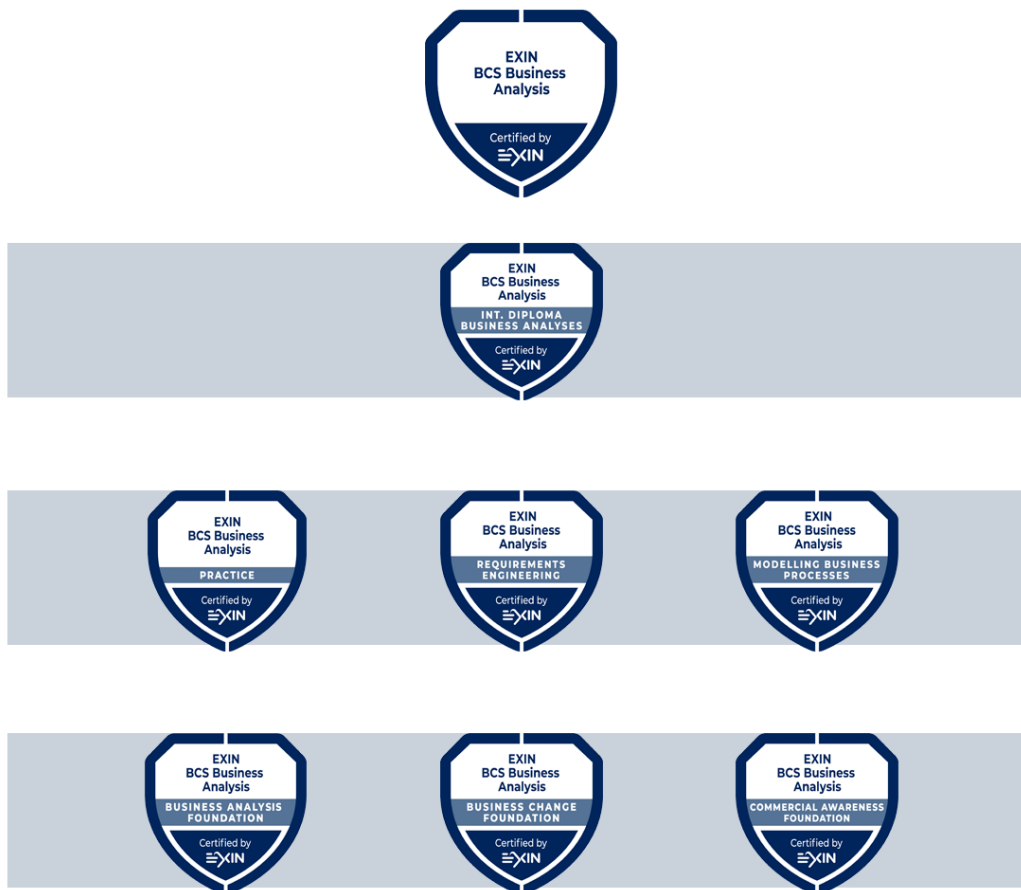 EXIN
BCS Business
Analysis
Certified by
EXIN
EXIN
BCS Business
Analysis
INT. DIPLOMA
BUSINESS ANALYSES
Certified by
EXIN
EXIN
BCS Business
Analysis
PRACTICE
Certified by
EXIN
EXIN
BCS Business
Analysis
REQUIREMENTS
ENGINEERING
Certified by
EXIN
EXIN
BCS Business
Analysis
MODELLING BUSINESS
PROCESSES
Certified by
EXIN
EXIN
BCS Business
Analysis
BUSINESS ANALYSIS
FOUNDATION
Certified by
EXIN
EXIN
BCS Business
Analysis
BUSINESS CHANGE
FOUNDATION
Certified by
EXIN
EXIN
BCS Business
Analysis
COMMERCIAL AWARENESS
FOUNDATION
Certified by
EXIN